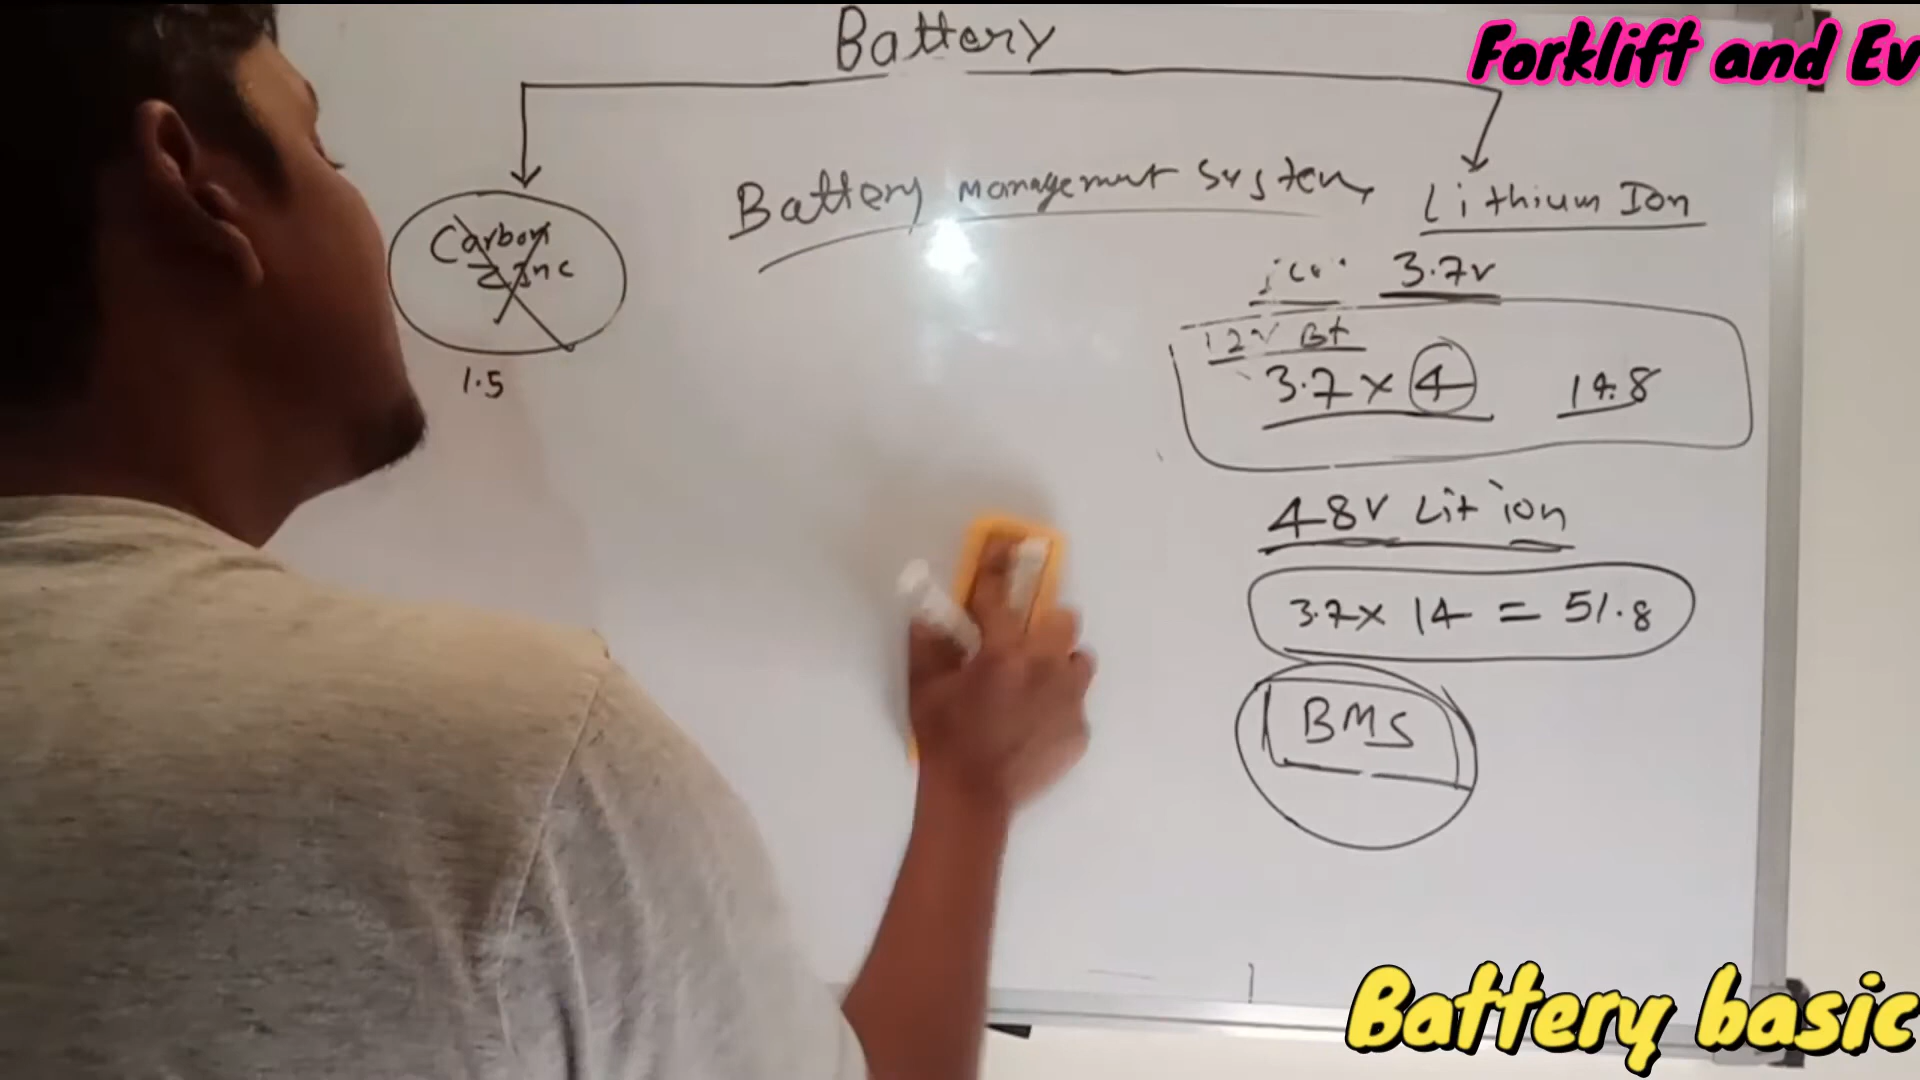 Battery
Forklift and Ev
Battery management system
Lithium Ion
Carbon
zinc
1.5
3.7v
12V Bt
3.7 x 4 14.8
48V Lit ion
3.7x 14 = 51.8
BMS
Battery basic